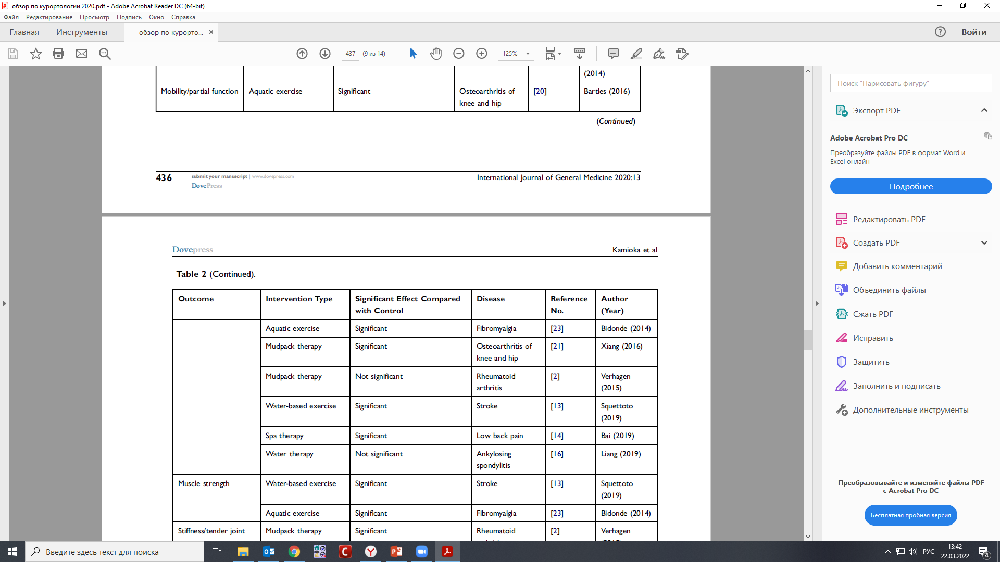 обзор по курортологии 2020.pdf - Adobe Acrobat Reader DC (64-bit)
Файл Редактирование Просмотр Подпись Окно Справка
Главная Инструменты обзор по курорто... × ? Войти
437 (9 из 14) 125%
(2014)
Mobility/partial function Aquatic exercise Significant Osteoarthritis of [20] Bartles (2016)
knee and hip
(Continued)
436 submit your manuscript | www.dovepress.com International Journal of General Medicine 2020:13
DovePress
Dovepress Kamioka et al
Table 2 (Continued).
Outcome Intervention Type Significant Effect Compared Disease Reference Author
with Control No. (Year)
Aquatic exercise Significant Fibromyalgia [23] Bidonde (2014)
Mudpack therapy Significant Osteoarthritis of [21] Xiang (2016)
knee and hip
Mudpack therapy Not significant Rheumatoid [2] Verhagen
arthritis (2015)
Water-based exercise Significant Stroke [13] Squettoto
(2019)
Spa therapy Significant Low back pain [14] Bai (2019)
Water therapy Not significant Ankylosing [16] Liang (2019)
spondylitis
Muscle strength Water-based exercise Significant Stroke [13] Squettoto
(2019)
Aquatic exercise Significant Fibromyalgia [23] Bidonde (2014)
Stiffness/tender joint Mudpack therapy Significant Rheumatoid [2] Verhagen
Поиск "Нарисовать фигуру"
Экспорт PDF
Adobe Acrobat Pro DC
Преобразуйте файлы PDF в формат Word и
Excel онлайн
Подробнее
Редактировать PDF
Создать PDF
Добавить комментарий
Объединить файлы
Сжать PDF
Исправить
Защитить
Заполнить и подписать
Дополнительные инструменты
Преобразовывайте и изменяйте файлы PDF
с Acrobat Pro DC
Бесплатная пробная версия
Введите здесь текст для поиска
РУС 13:42
22.03.2022
4